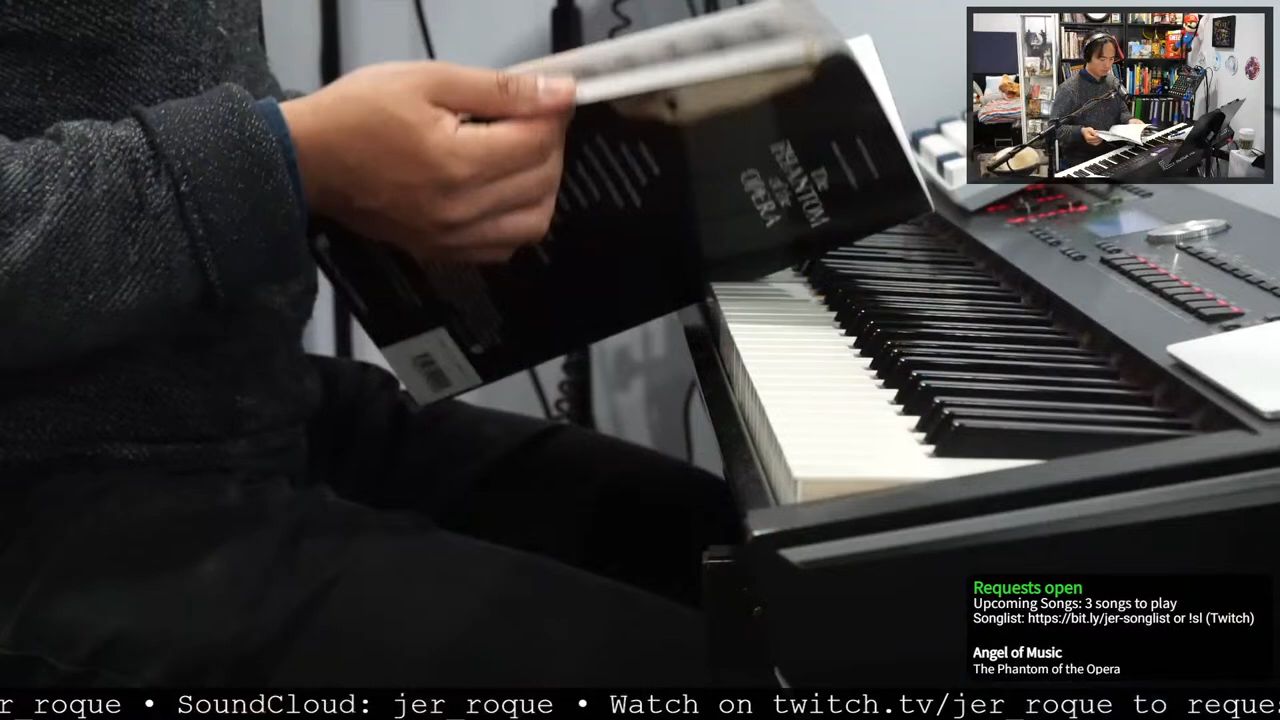 The
PHANTOM
of the
OPERA
Requests open
Upcoming Songs: 3 songs to play
Songlist: https://bit.ly/jer-songlist or !sl (Twitch)
Angel of Music
The Phantom of the Opera
r_roque • SoundCloud: jer_roque • Watch on twitch.tv/jer_roque to reque